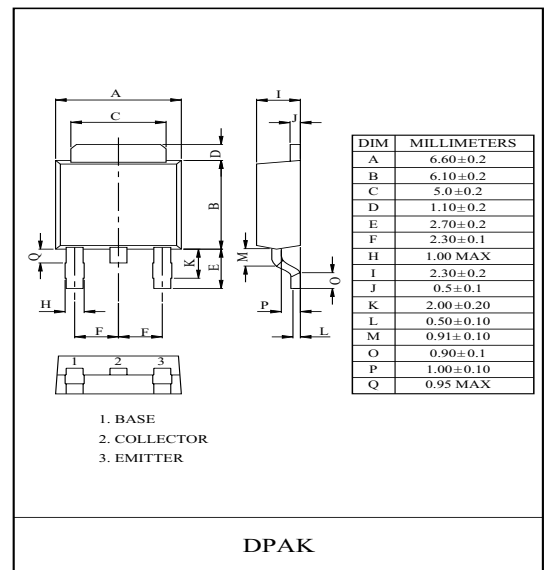 A
C
D
B
Q
K
E
H
F F
I
J
M
O
P
L
1 2 3
1. BASE
2. COLLECTOR
3. EMITTER
DIM MILLIMETERS
A 6.60±0.2
B 6.10±0.2
C 5.0±0.2
D 1.10±0.2
E 2.70±0.2
F 2.30±0.1
H 1.00 MAX
I 2.30±0.2
J 0.5±0.1
K 2.00±0.20
L 0.50±0.10
M 0.91±0.10
O 0.90±0.1
P 1.00±0.10
Q 0.95 MAX
DPAK